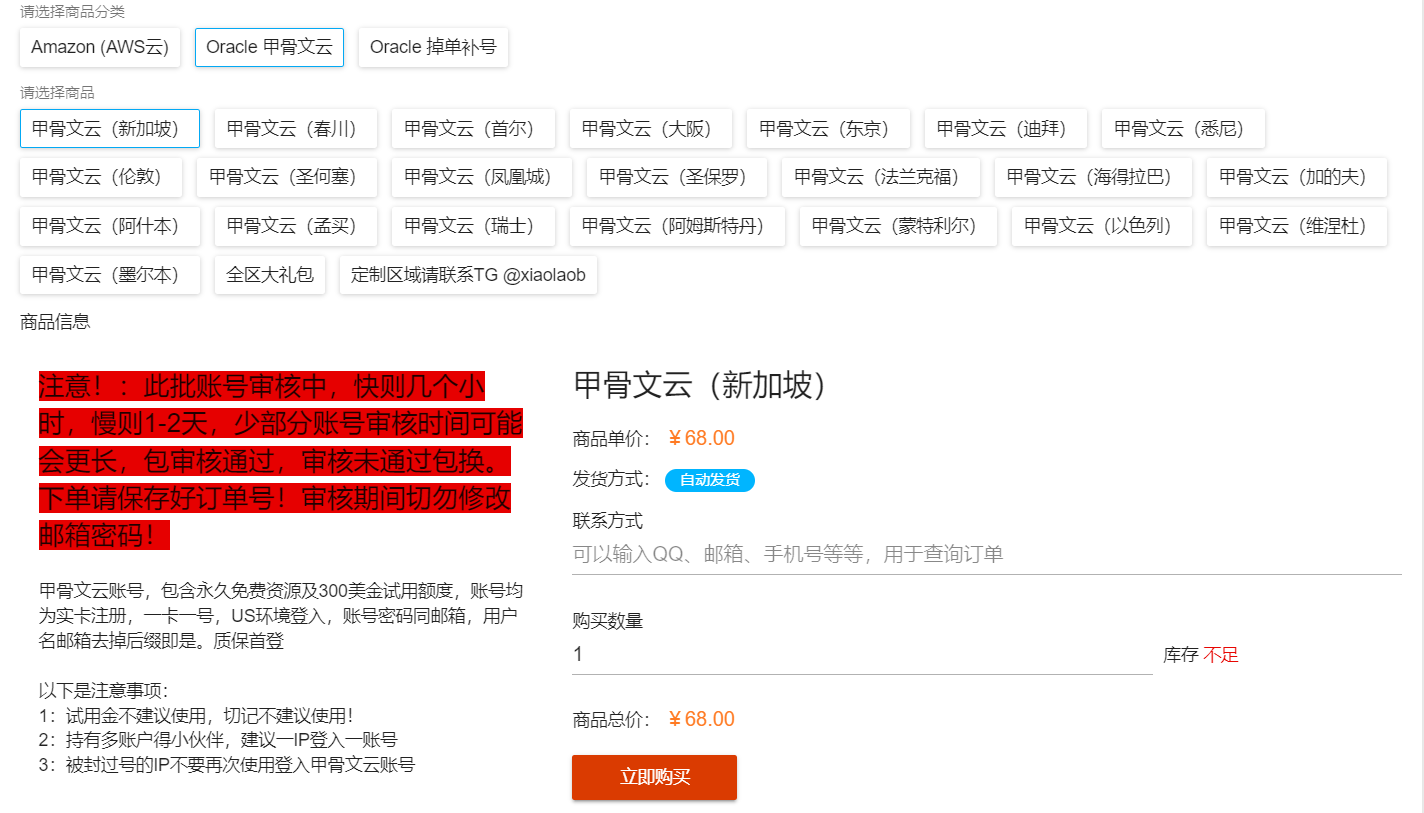 请选择商品分类
Amazon (AWS云) Oracle 甲骨文云 Oracle 掉单补号
请选择商品
甲骨文云（新加坡） 甲骨文云（春川） 甲骨文云（首尔） 甲骨文云（大阪） 甲骨文云（东京） 甲骨文云（迪拜） 甲骨文云（悉尼）
甲骨文云（伦敦） 甲骨文云（圣何塞） 甲骨文云（凤凰城） 甲骨文云（圣保罗） 甲骨文云（法兰克福） 甲骨文云（海得拉巴） 甲骨文云（加的夫）
甲骨文云（阿什本） 甲骨文云（孟买） 甲骨文云（瑞士） 甲骨文云（阿姆斯特丹） 甲骨文云（蒙特利尔） 甲骨文云（以色列） 甲骨文云（维涅杜）
甲骨文云（墨尔本） 全区大礼包 定制区域请联系TG @xiaolaob
商品信息
注意！：此批账号审核中，快则几个小
时，慢则1-2天，少部分账号审核时间可能
会更长，包审核通过，审核未通过包换。
下单请保存好订单号！审核期间切勿修改
邮箱密码！
甲骨文云账号，包含永久免费资源及300美金试用额度，账号均
为实卡注册，一卡一号，US环境登入，账号密码同邮箱，用户
名邮箱去掉后缀即是。质保首登
以下是注意事项：
1：试用金不建议使用，切记不建议使用！
2：持有多账户得小伙伴，建议一IP登入一账号
3：被封过号的IP不要再次使用登入甲骨文云账号
甲骨文云（新加坡）
商品单价： ¥ 68.00
发货方式： 自动发货
联系方式
可以输入QQ、邮箱、手机号等等，用于查询订单
购买数量
1 库存 不足
商品总价： ¥ 68.00
立即购买